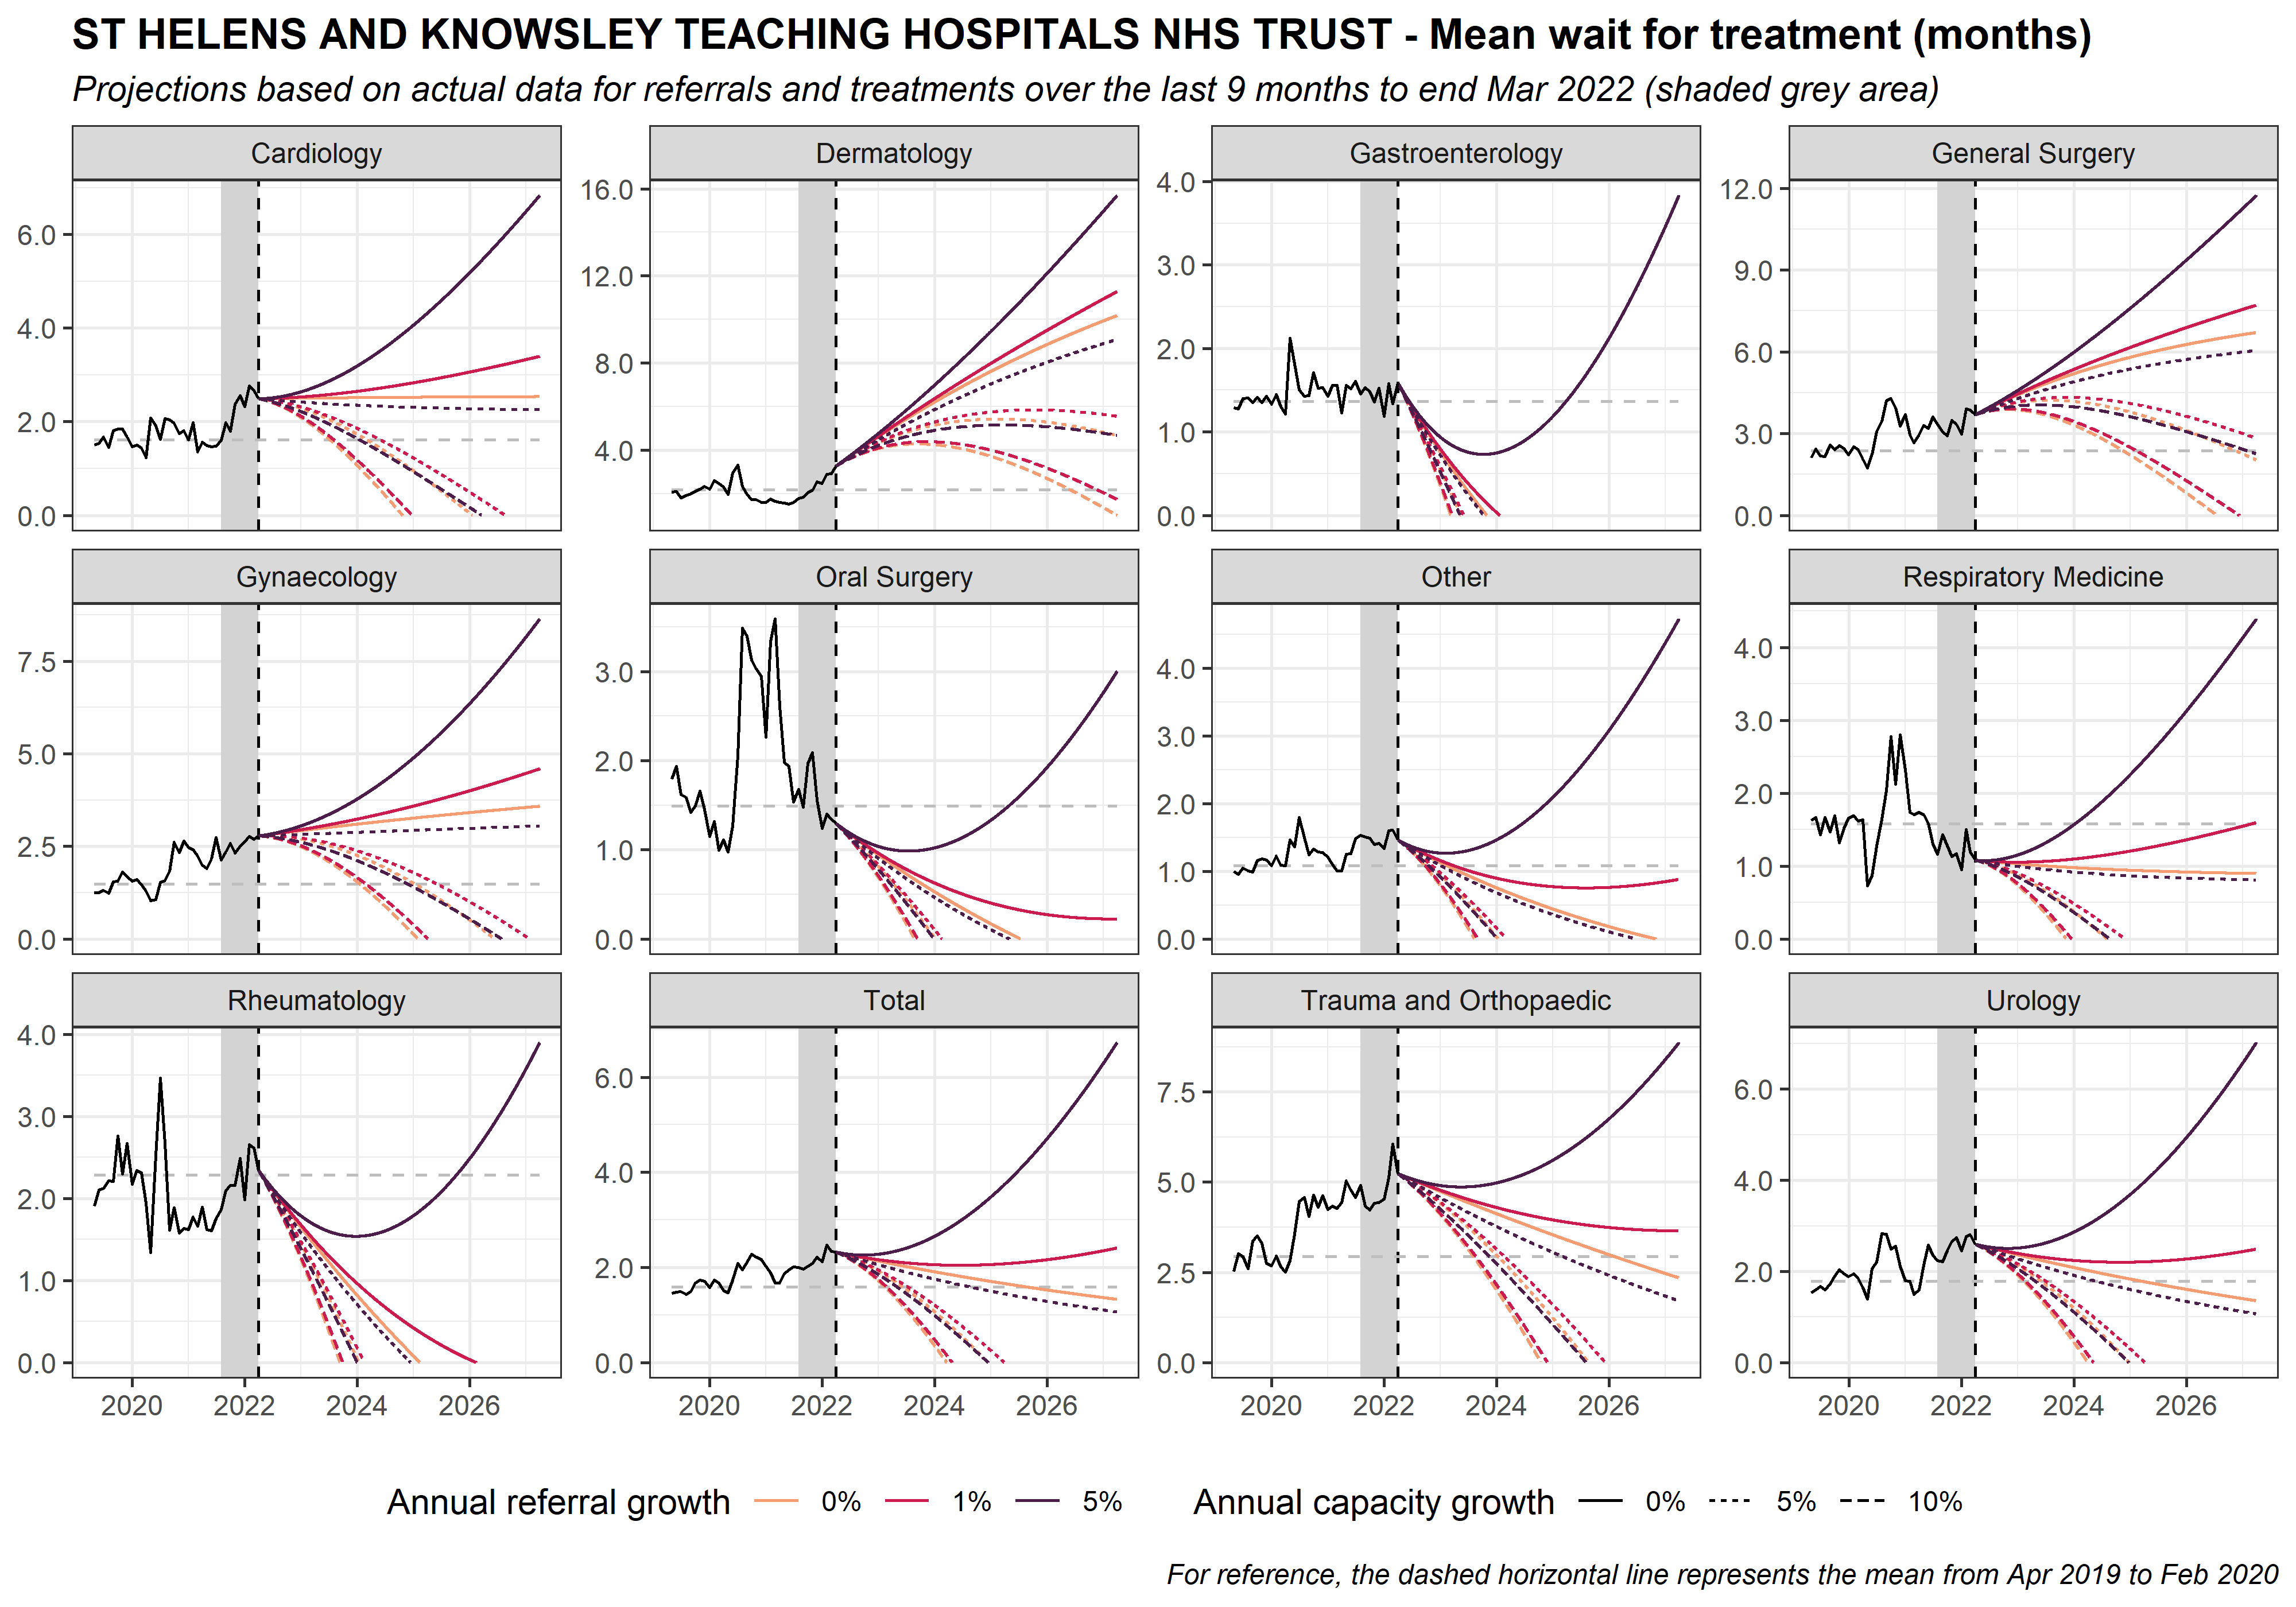 ST HELENS AND KNOWSLEY TEACHING HOSPITALS NHS TRUST - Mean wait for treatment (months)
Projections based on actual data for referrals and treatments over the last 9 months to end Mar 2022 (shaded grey area)
Cardiology Dermatology Gastroenterology General Surgery
6.0 4.0 2.0 0.0
16.0 12.0 8.0 4.0
4.0 3.0 2.0 1.0 0.0
12.0 9.0 6.0 3.0 0.0
Gynaecology Oral Surgery Other Respiratory Medicine
7.5 5.0 2.5 0.0
3.0 2.0 1.0 0.0
4.0 3.0 2.0 1.0 0.0
4.0 3.0 2.0 1.0 0.0
Rheumatology Total Trauma and Orthopaedic Urology
4.0 3.0 2.0 1.0 0.0
6.0 4.0 2.0 0.0
7.5 5.0 2.5 0.0
6.0 4.0 2.0 0.0
2020 2022 2024 2026 2020 2022 2024 2026 2020 2022 2024 2026 2020 2022 2024 2026
Annual referral growth 0% 1% 5% Annual capacity growth 0% 5% 10%
For reference, the dashed horizontal line represents the mean from Apr 2019 to Feb 2020